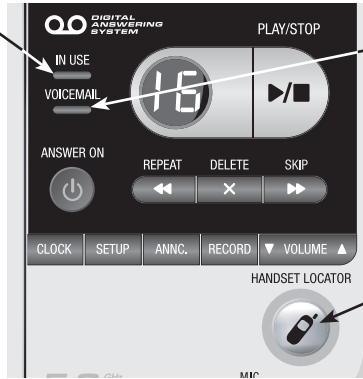 DIGITAL
ANSWERING
SYSTEM
PLAY/STOP
IN USE
VOICEMAIL
16
ANSWER ON
REPEAT DELETE SKIP
CLOCK SETUP ANNC. RECORD VOLUME
HANDSET LOCATOR
GHz
MIC